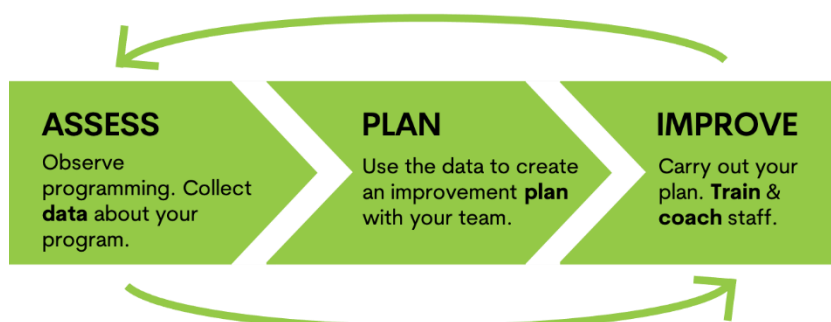 ASSESS
Observe
programming. Collect
data about your
program.
PLAN
Use the data to create
an improvement plan
with your team.
IMPROVE
Carry out your
plan. Train &
coach staff.